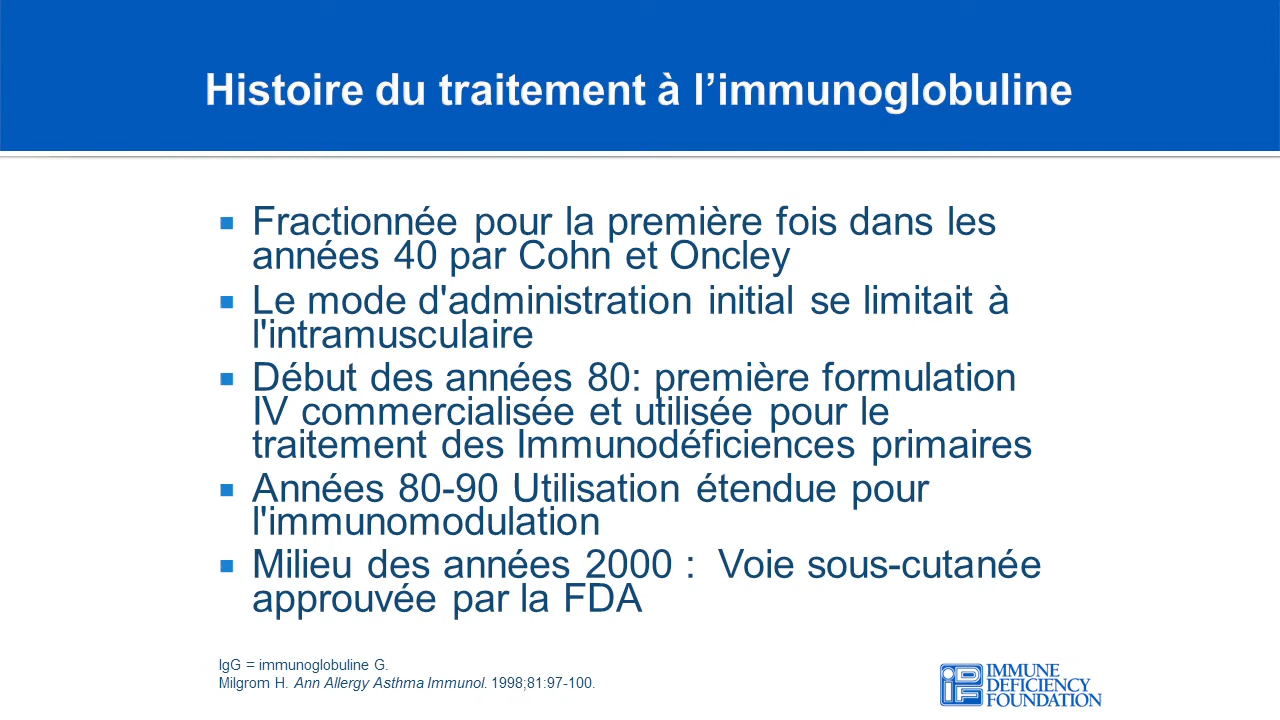 Histoire du traitement à l’immunoglobuline
Fractionnée pour la première fois dans les
années 40 par Cohn et Oncley
Le mode d'administration initial se limitait à
l'intramusculaire
Début des années 80: première formulation
IV commercialisée et utilisée pour le
traitement des Immunodéficiences primaires
Années 80-90 Utilisation étendue pour
l'immunomodulation
Milieu des années 2000 :  Voie sous-cutanée
approuvée par la FDA
IgG = immunoglobuline G.
Milgrom H. Ann Allergy Asthma Immunol. 1998;81:97-100.
IDF
IMMUNE
DEFICIENCY
FOUNDATION